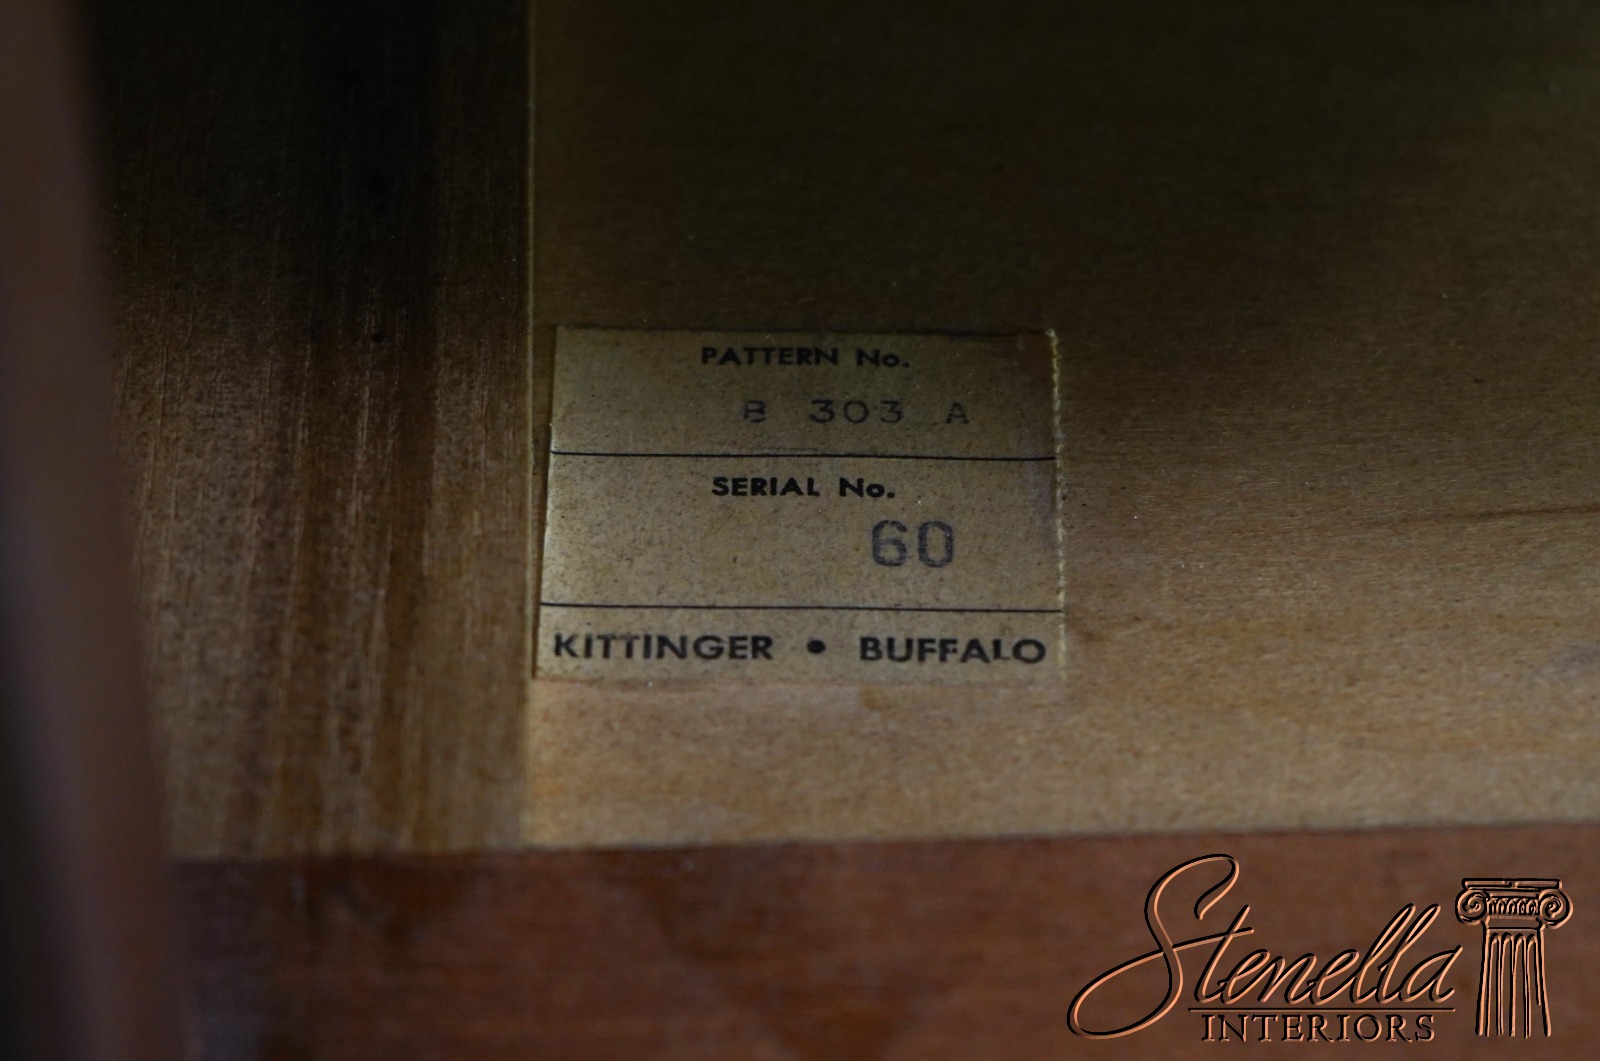 PATTERN No.
B 303 A
SERIAL No.
60
KITTINGER • BUFFALO
Stenella
INTERIORS